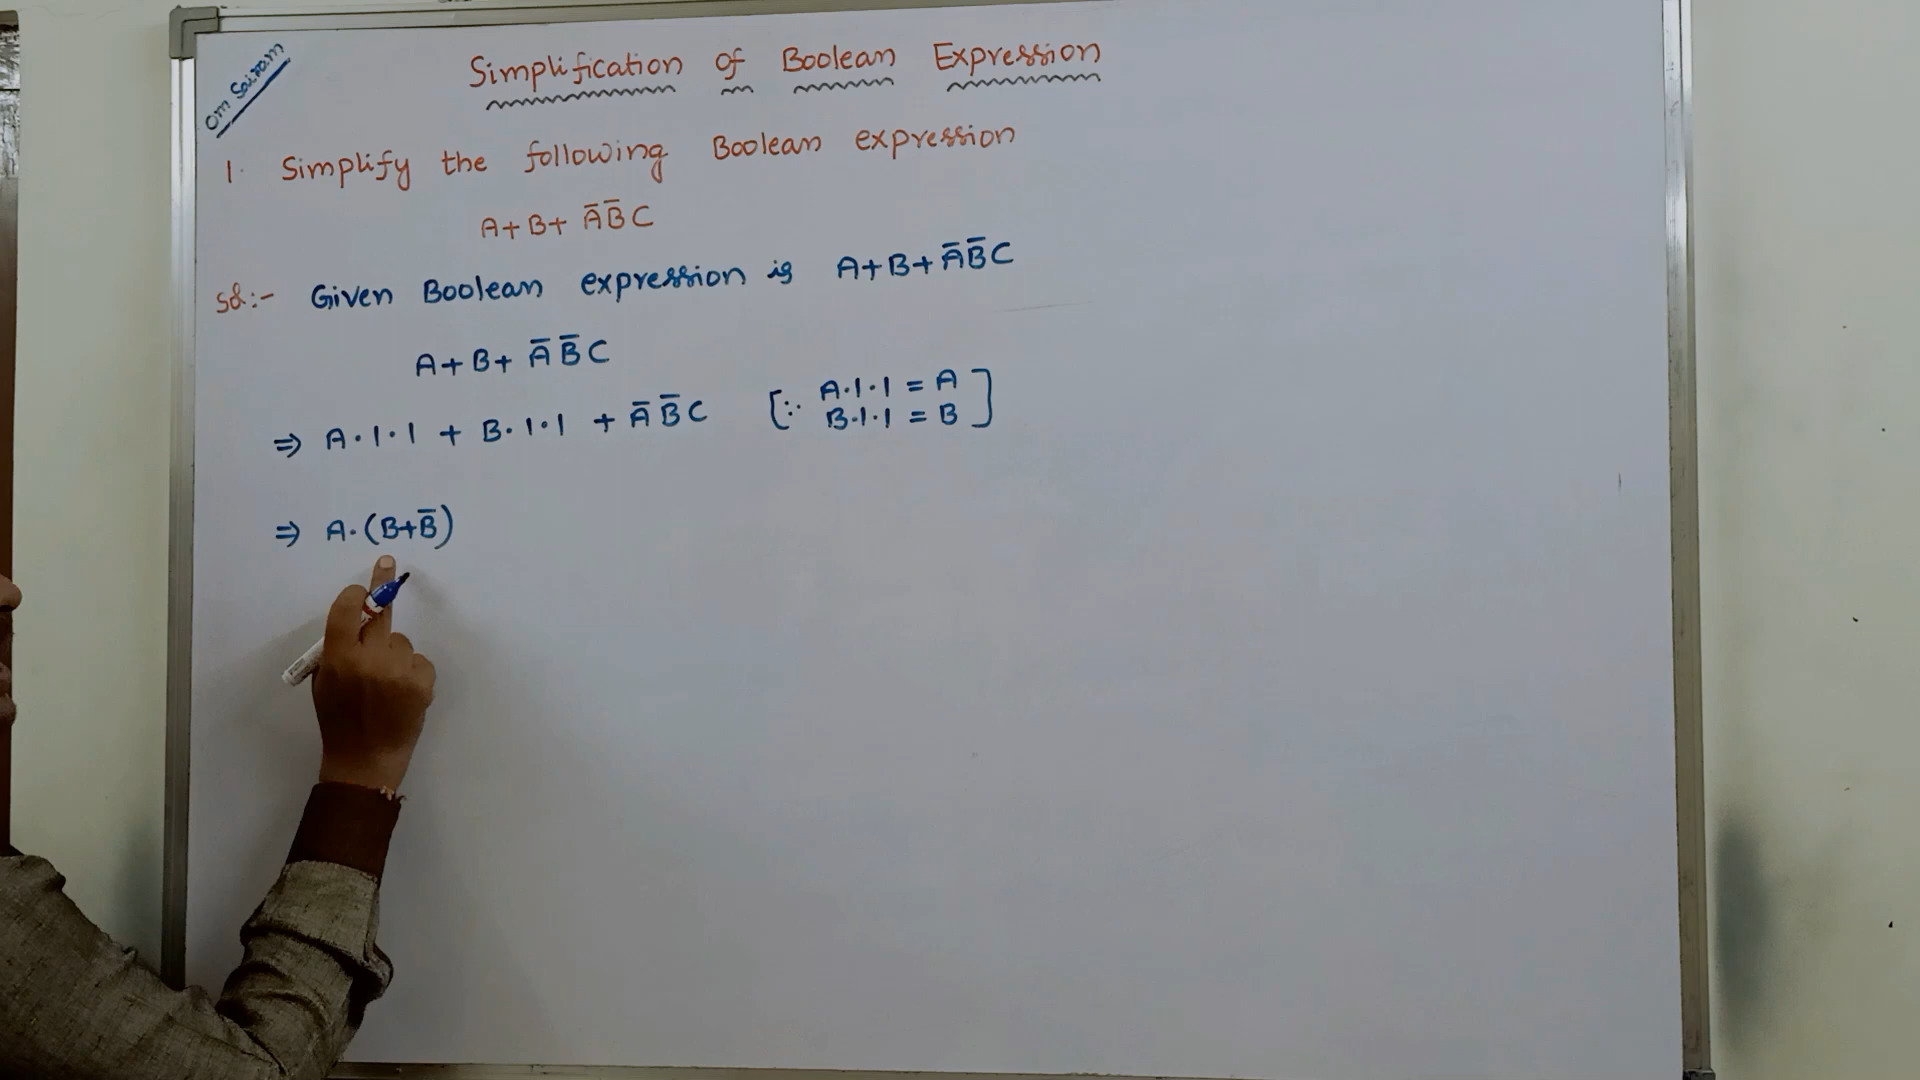 Om Sairam
Simplification of Boolean Expression
1. Simplify the following Boolean expression
A+B+ A̅B̅C
Sol:- Given Boolean expression is A+B+A̅B̅C
A+B+ A̅B̅C
⇒ A·1·1 + B·1·1 + A̅B̅C [∵ A·1·1 = A
B·1·1 = B]
⇒ A·(B+B̅)